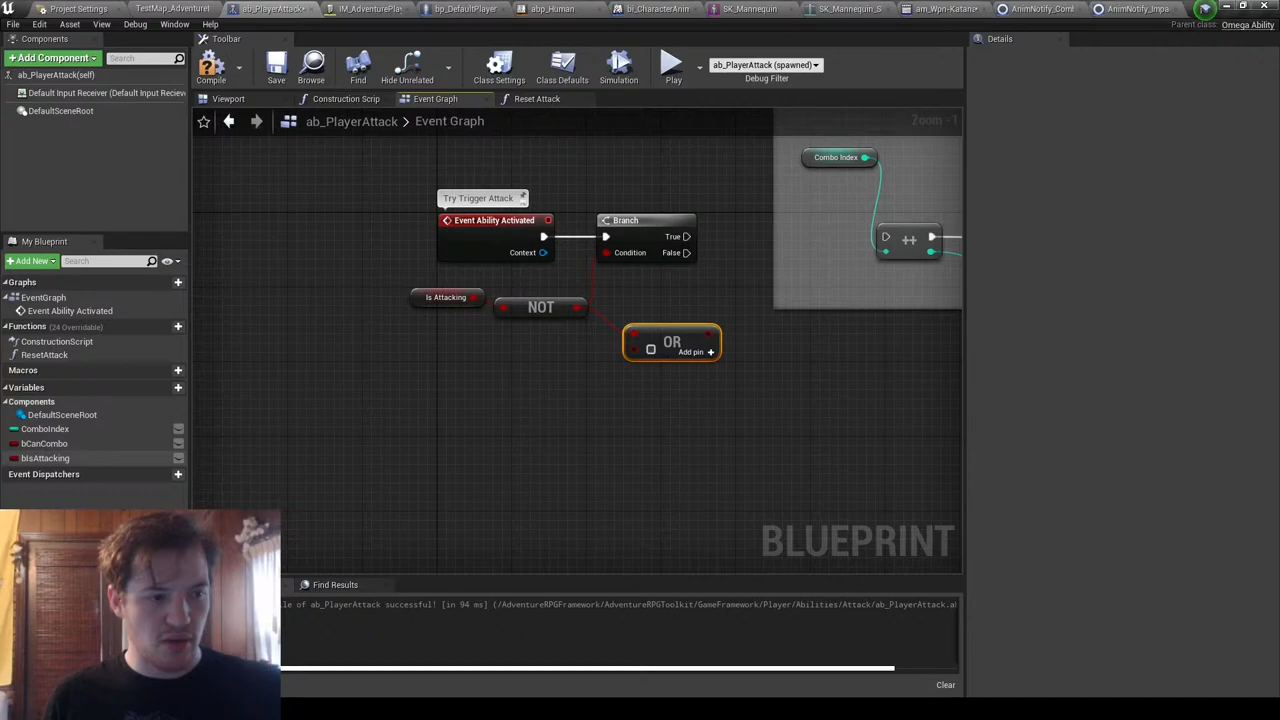 Project Settings
TestMap_Adventurel
ab_PlayerAttack*
IM_AdventurePla
bp_DefaultPlayer
abp_Human
bi_CharacterAnim
SK_Mannequin
SK_Mannequin_S
am_Wpn-Katana
AnimNotify_Comb
AnimNotify_Impa
File Edit Asset View Debug Window Help
Parent class: Omega Ability
Components
Toolbar
Details
+ Add Component
Search
ab_PlayerAttack(self)
Default Input Receiver (Default Input Receive
DefaultSceneRoot
Compile
Save
Browse
Find
Hide Unrelated
Class Settings
Class Defaults
Simulation
Play
ab_PlayerAttack (spawned)
Debug Filter
Viewport
Construction Scrip
Event Graph
Reset Attack
ab_PlayerAttack > Event Graph
Zoom -1
Combo Index
Try Trigger Attack
Event Ability Activated
Context
Branch
True
Condition
False
++
Is Attacking
NOT
OR
Add pin +
BLUEPRINT
My Blueprint
+ Add New
Search
Graphs
EventGraph
Event Ability Activated
Functions (24 Overridable)
ConstructionScript
ResetAttack
Macros
Variables
Components
DefaultSceneRoot
ComboIndex
bCanCombo
bIsAttacking
Event Dispatchers
Find Results
le of ab_PlayerAttack successful! [in 94 ms] (/AdventureRPGFramework/AdventureRPGToolkit/GameFramework/Player/Abilities/Attack/ab_PlayerAttack.ab
Clear